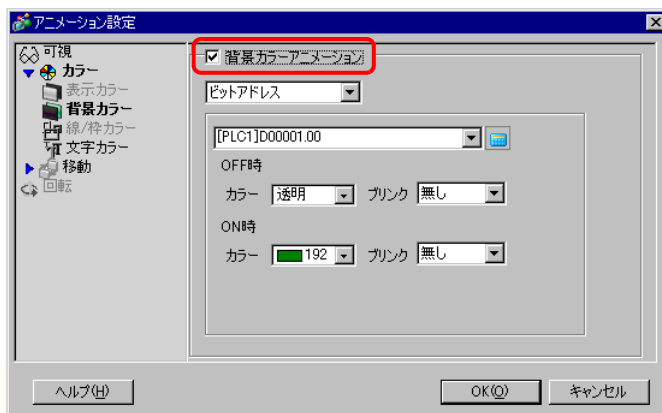 アニメーション設定
可視
カラー
表示カラー
背景カラー
線/枠カラー
文字カラー
移動
回転
背景カラーアニメーション
ビットアドレス
[PLC1]D00001.00
OFF時
カラー 透明 ブリンク 無し
ON時
カラー 192 ブリンク 無し
ヘルプ(H) OK(O) キャンセル